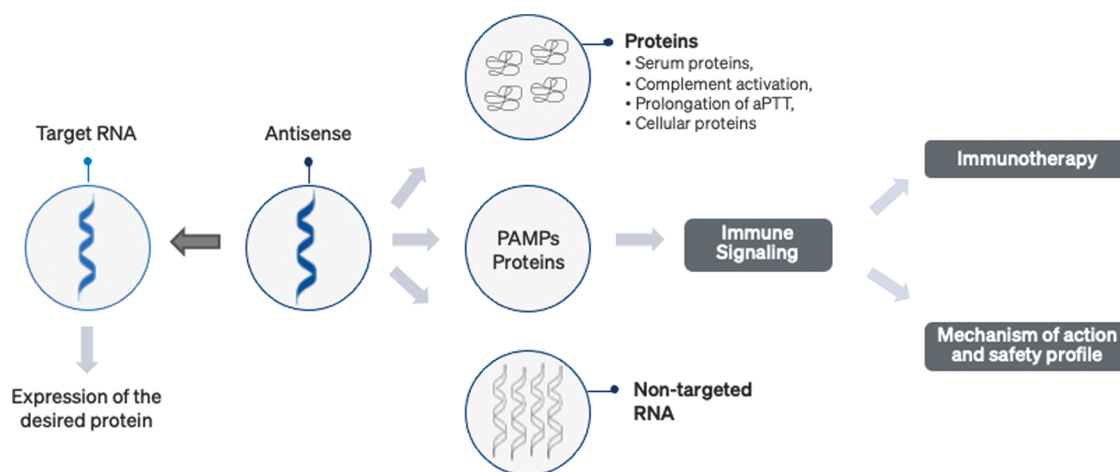 Proteins
• Serum proteins,
• Complement activation,
• Prolongation of aPTT,
• Cellular proteins
Target RNA
Antisense
Immunotherapy
PAMPs
Proteins
Immune
Signaling
Mechanism of action
and safety profile
Expression of the
desired protein
Non-targeted
RNA